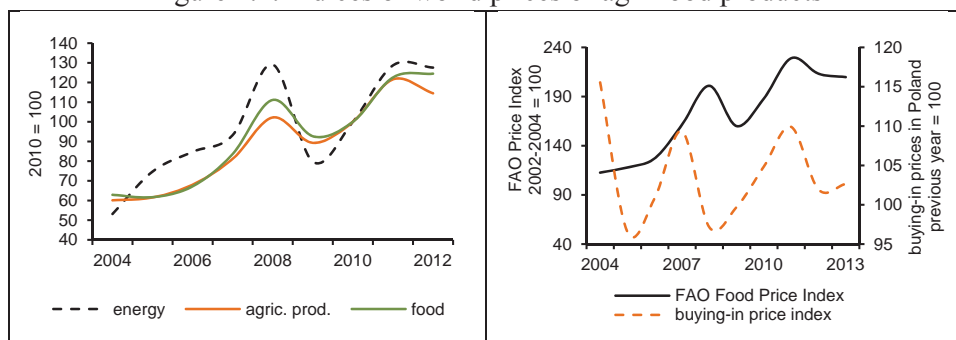 140
130
120
110
100
90
80
70
60
50
40
2010 = 100
2004 2006 2008 2010 2012
energy agric. prod. food
240
190
140
90
40
FAO Price Index
2002-2004 = 100
120
115
110
105
100
95
buying-in prices in Poland
previous year = 100
2004 2007 2010 2013
FAO Food Price Index
buying-in price index